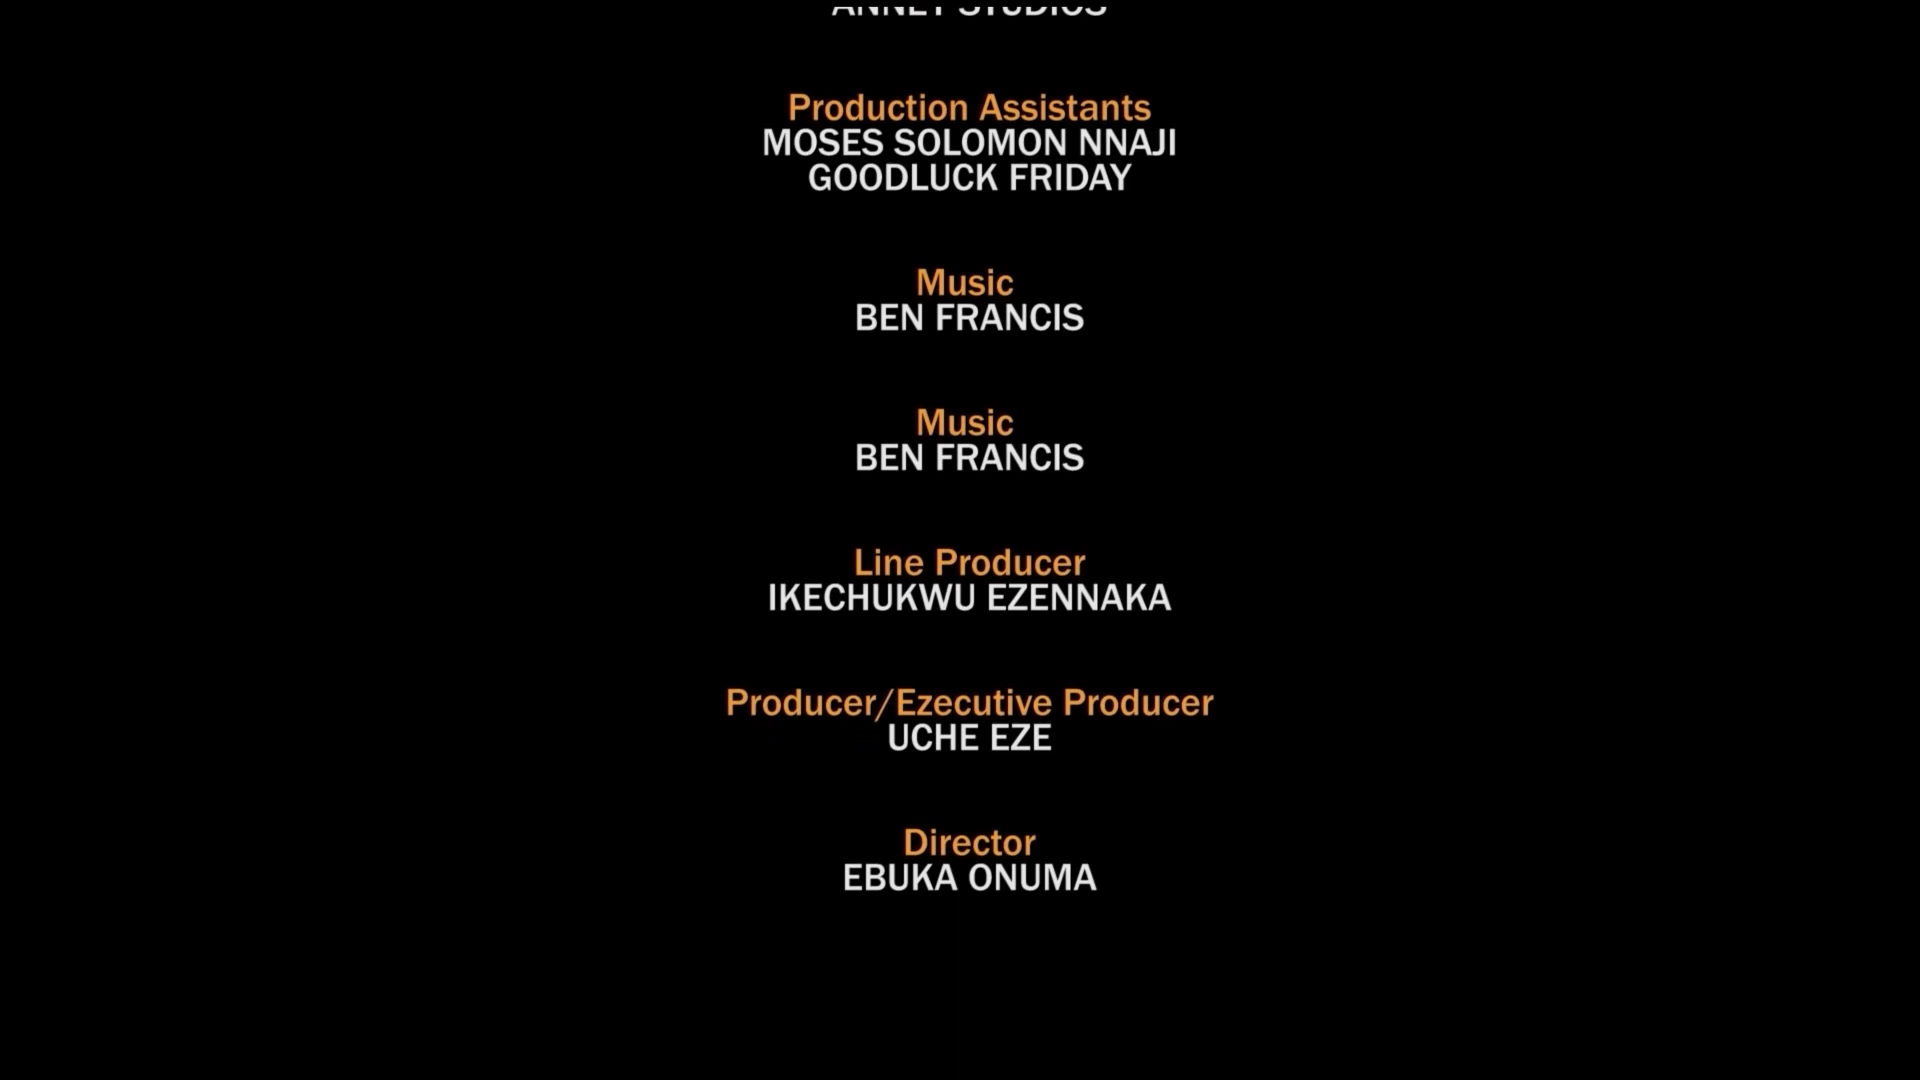 STUDIOS
Production Assistants
MOSES SOLOMON NNAJI
GOODLUCK FRIDAY
Music
BEN FRANCIS
Music
BEN FRANCIS
Line Producer
IKECHUKWU EZENNAKA
Producer/Ezecutive Producer
UCHE EZE
Director
EBUKA ONUMA